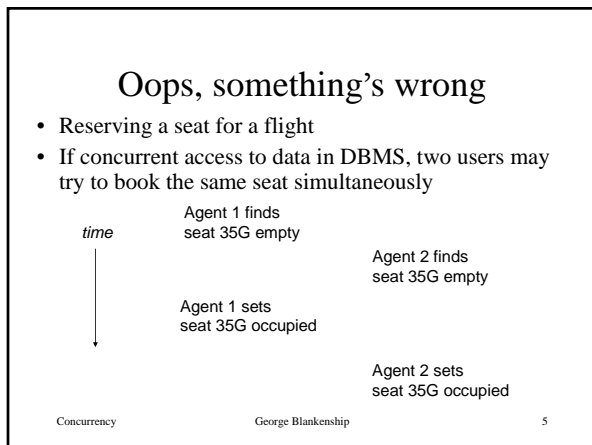 Oops, something's wrong
• Reserving a seat for a flight
• If concurrent access to data in DBMS, two users may
try to book the same seat simultaneously
Agent 1 finds
time
seat 35G empty
Agent 2 finds
seat 35G empty
Agent 1 sets
seat 35G occupied
Agent 2 sets
seat 35G occupied
Concurrency George Blankenship 5